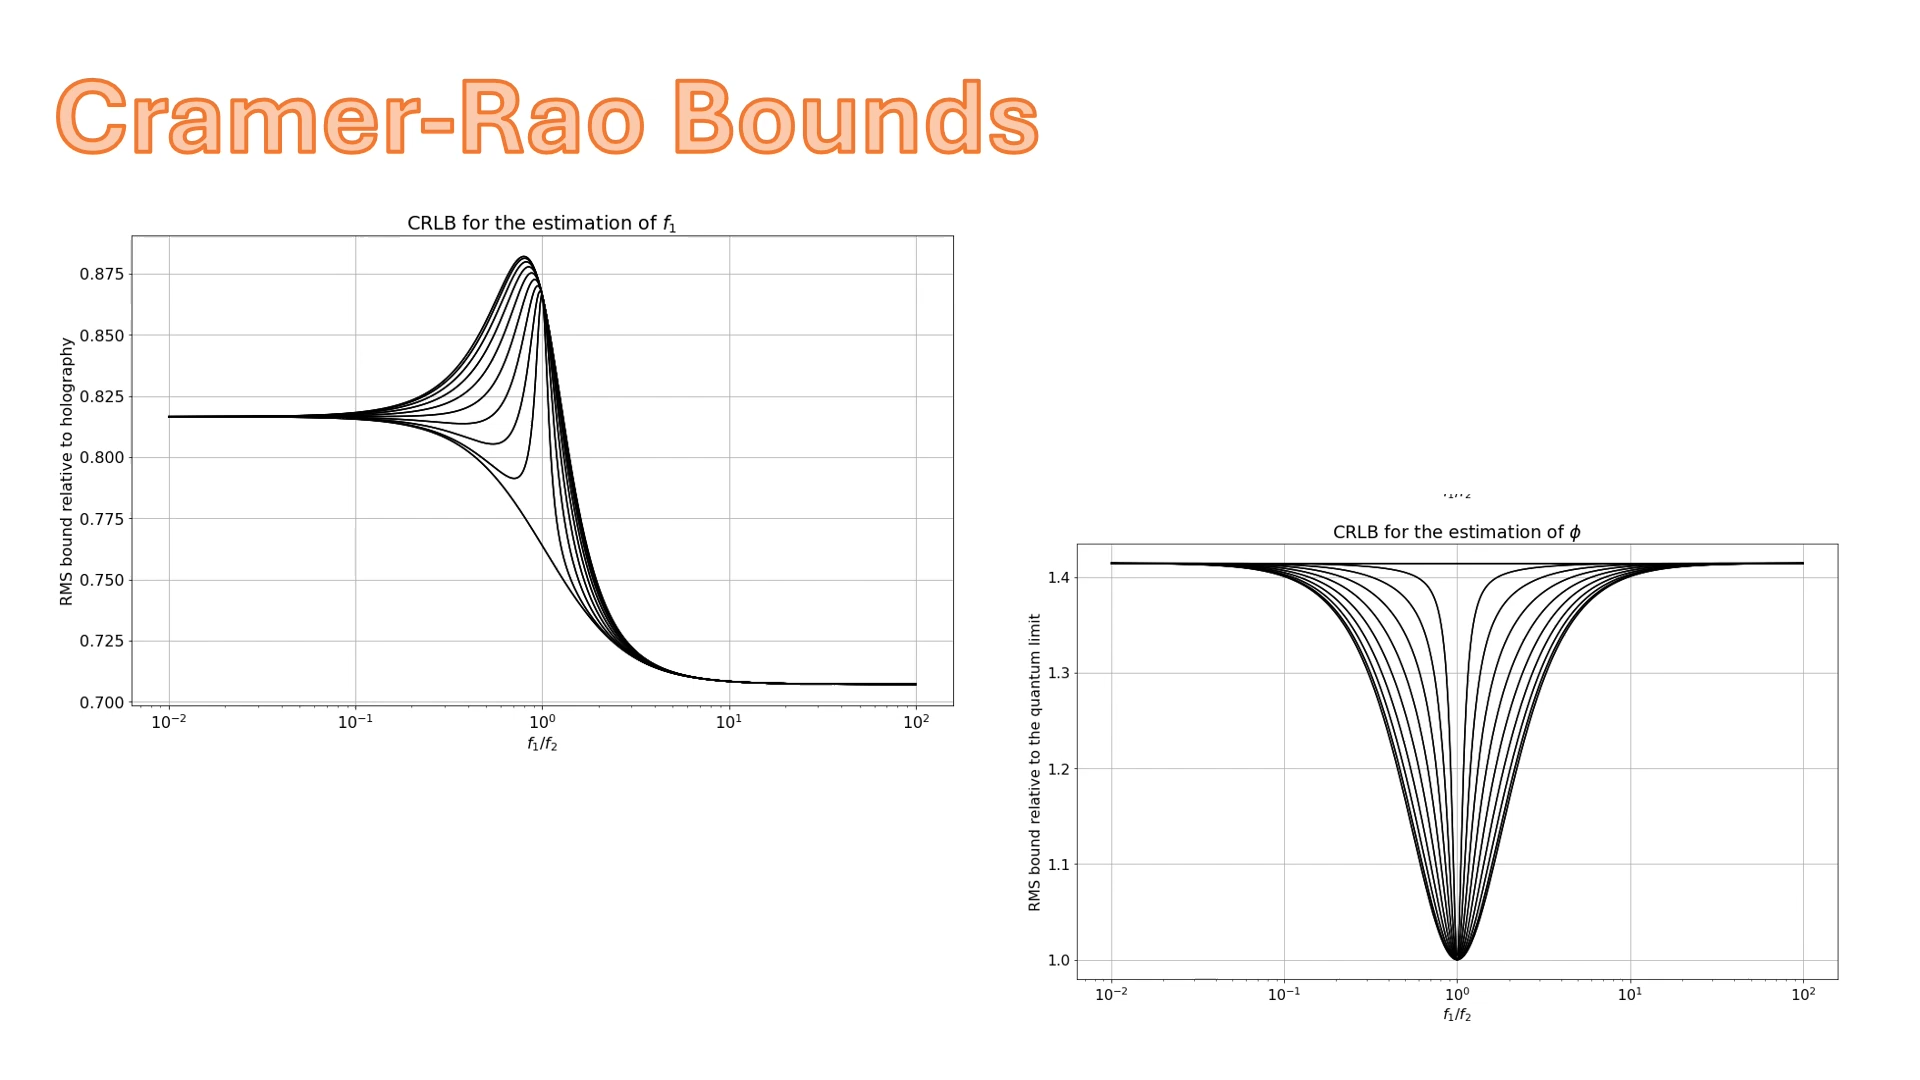 Cramer-Rao Bounds
CRLB for the estimation of f₁
RMS bound relative to holography
0.875
0.850
0.825
0.800
0.775
0.750
0.725
0.700
10⁻² 10⁻¹ 10⁰ 10¹ 10²
f₁/f₂
CRLB for the estimation of ϕ
RMS bound relative to the quantum limit
1.4
1.3
1.2
1.1
1.0
10⁻² 10⁻¹ 10⁰ 10¹ 10²
f₁/f₂